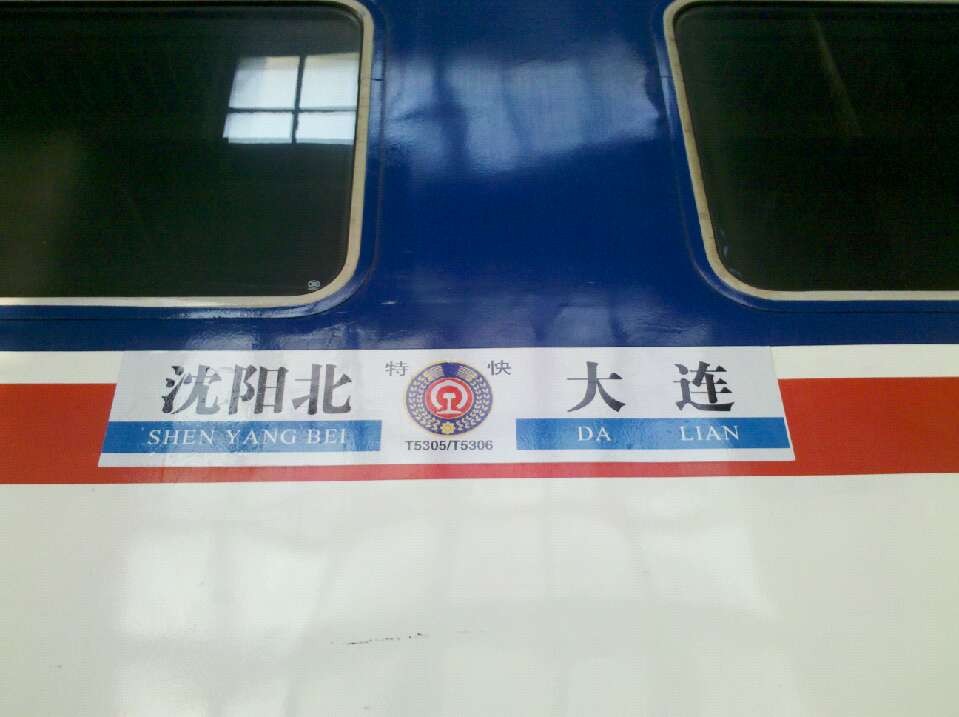 沈阳北 特 快 大 连
SHEN YANG BEI T5305/T5306 DA LIAN